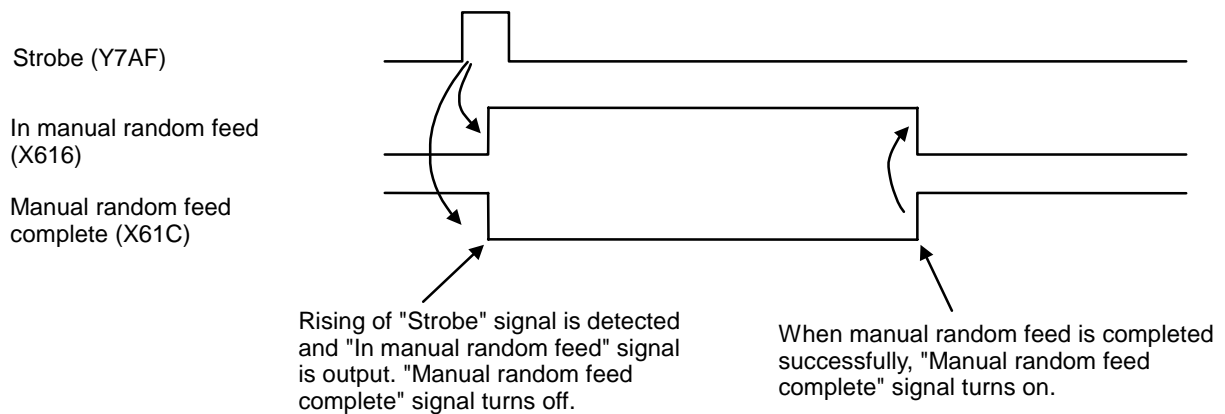 Strobe (Y7AF)
In manual random feed
(X616)
Manual random feed
complete (X61C)
Rising of "Strobe" signal is detected
and "In manual random feed" signal
is output. "Manual random feed
complete" signal turns off.
When manual random feed is completed
successfully, "Manual random feed
complete" signal turns on.